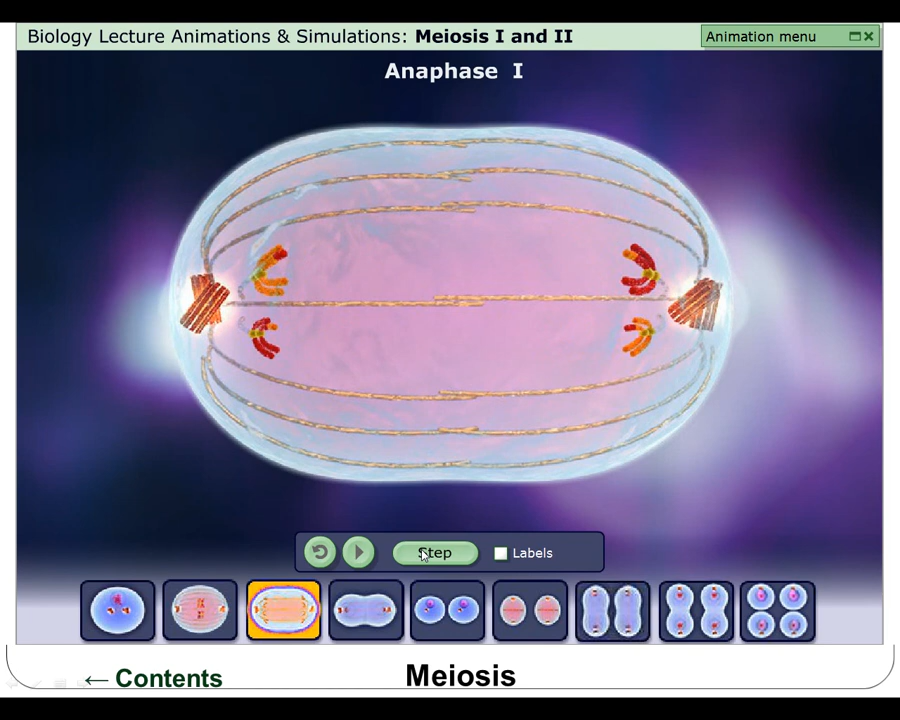 Biology Lecture Animations & Simulations: Meiosis I and II
Animation menu
Anaphase I
Step
Labels
← Contents
Meiosis